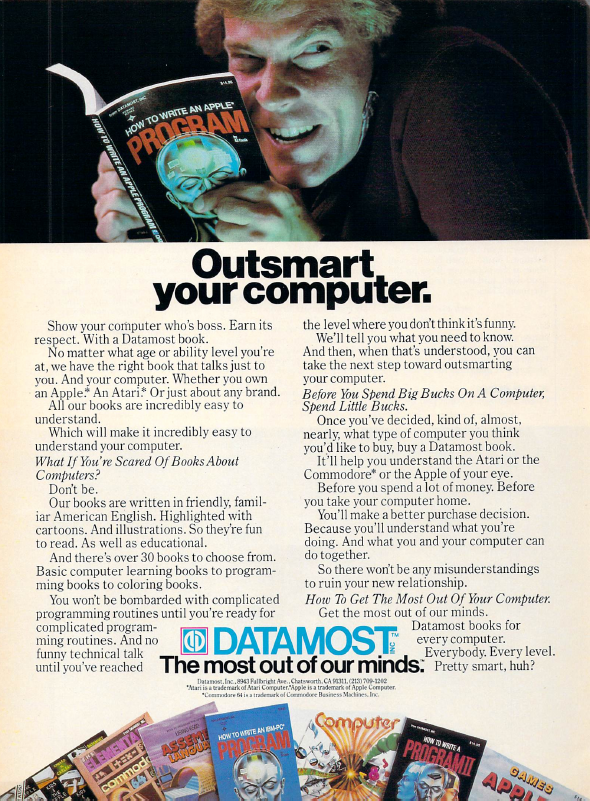 $14.95
DATAMOST, INC.
HOW TO WRITE AN APPLE*
PROGRAM
HOW TO WRITE AN APPLE PROGRAM
Outsmart
your computer.
Show your computer who's boss. Earn its
respect. With a Datamost book.
No matter what age or ability level you're
at, we have the right book that talks just to
you. And your computer. Whether you own
an Apple.* An Atari.* Or just about any brand.
All our books are incredibly easy to
understand.
Which will make it incredibly easy to
understand your computer.
What If You're Scared Of Books About
Computers?
Don't be.
Our books are written in friendly, famil-
iar American English. Highlighted with
cartoons. And illustrations. So they're fun
to read. As well as educational.
And there's over 30 books to choose from.
Basic computer learning books to program-
ming books to coloring books.
You won't be bombarded with complicated
programming routines until you're ready for
complicated program-
ming routines. And no
funny technical talk
until you've reached
the level where you don't think it's funny.
We'll tell you what you need to know.
And then, when that's understood, you can
take the next step toward outsmarting
your computer.
Before You Spend Big Bucks On A Computer,
Spend Little Bucks.
Once you've decided, kind of, almost,
nearly, what type of computer you think
you'd like to buy, buy a Datamost book.
It'll help you understand the Atari or the
Commodore* or the Apple of your eye.
Before you spend a lot of money. Before
you take your computer home.
You'll make a better purchase decision.
Because you'll understand what you're
doing. And what you and your computer can
do together.
So there won't be any misunderstandings
to ruin your new relationship.
How To Get The Most Out Of Your Computer.
Get the most out of our minds.
Datamost books for
every computer.
Everybody. Every level.
Pretty smart, huh?
DATAMOST™
INC
The most out of our minds.™
Datamost, Inc., 8943 Fullbright Ave., Chatsworth, CA 91311, (213) 709-1202
*Atari is a trademark of Atari Computer. *Apple is a trademark of Apple Computer.
*Commodore 64 is a trademark of Commodore Business Machines, Inc.
HOW TO WRITE AN IBM-PC*
PROGRAM
Computer
HOW TO WRITE A
PROGRAM II
GAMES